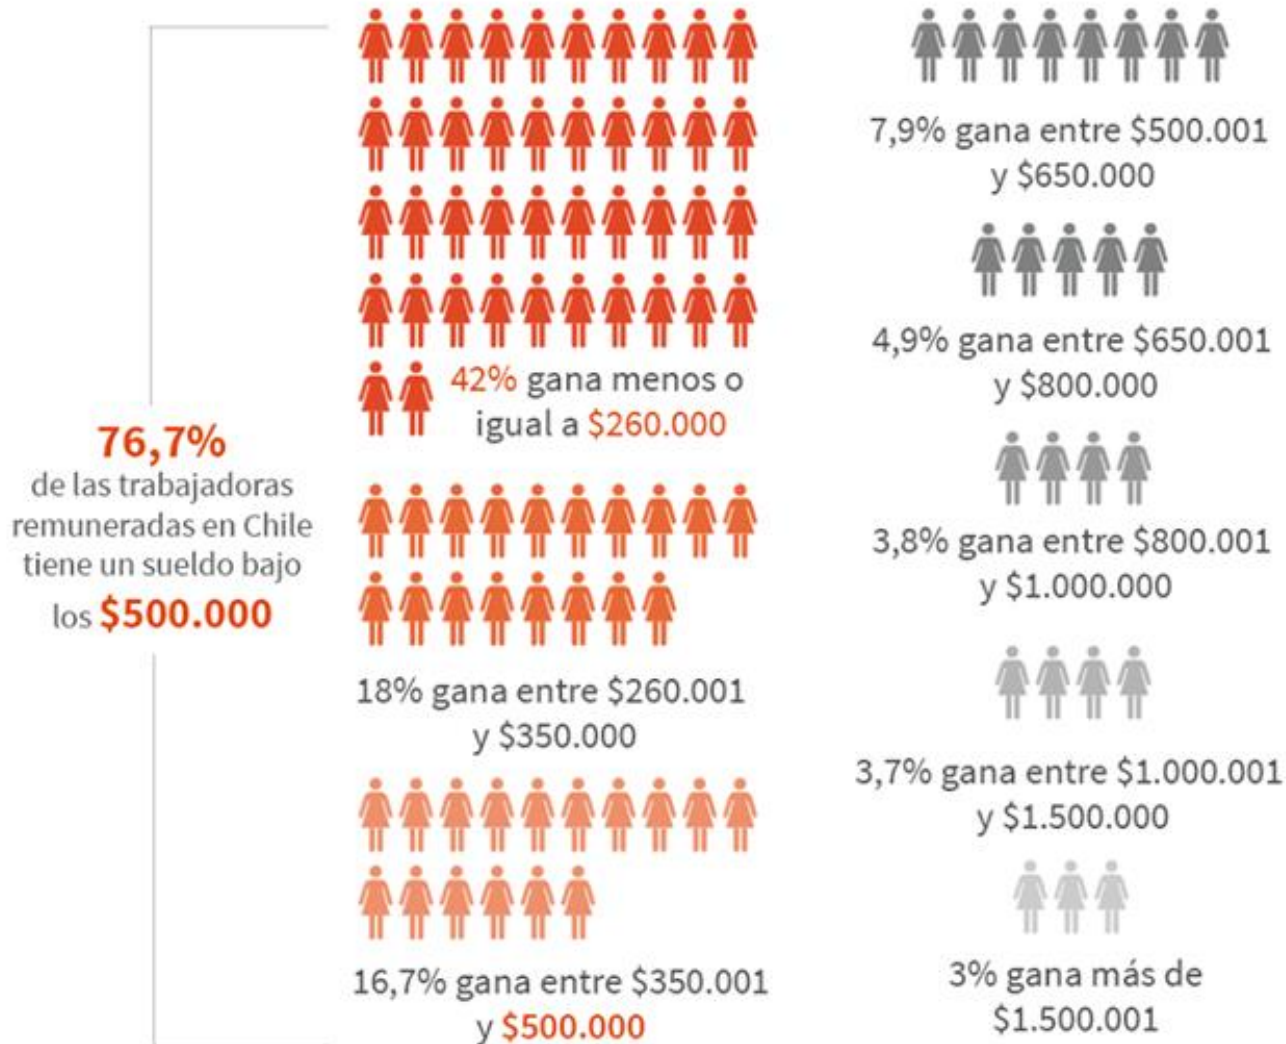 76,7%
de las trabajadoras
remuneradas en Chile
tiene un sueldo bajo
los $500.000
42% gana menos o
igual a $260.000
18% gana entre $260.001
y $350.000
16,7% gana entre $350.001
y $500.000
7,9% gana entre $500.001
y $650.000
4,9% gana entre $650.001
y $800.000
3,8% gana entre $800.001
y $1.000.000
3,7% gana entre $1.000.001
y $1.500.000
3% gana más de
$1.500.001